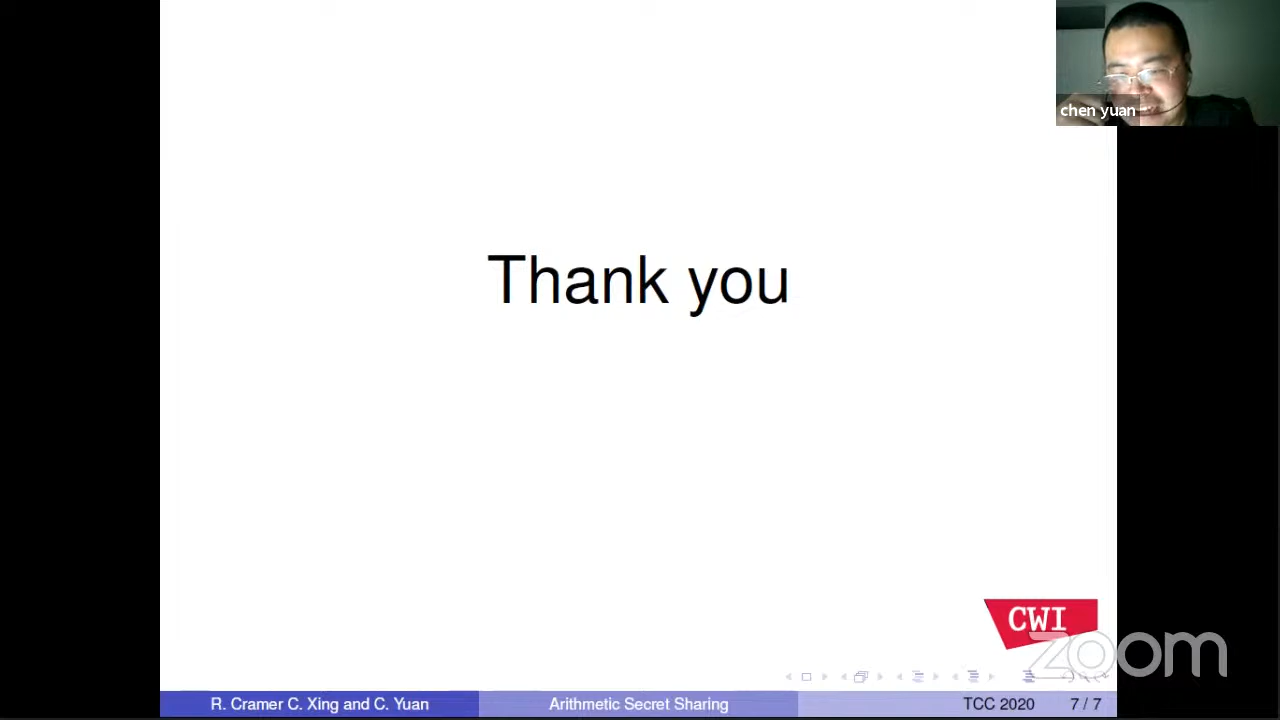 chen yuan
Thank you
CWI
zoom
R. Cramer C. Xing and C. Yuan
Arithmetic Secret Sharing
TCC 2020
7 / 7